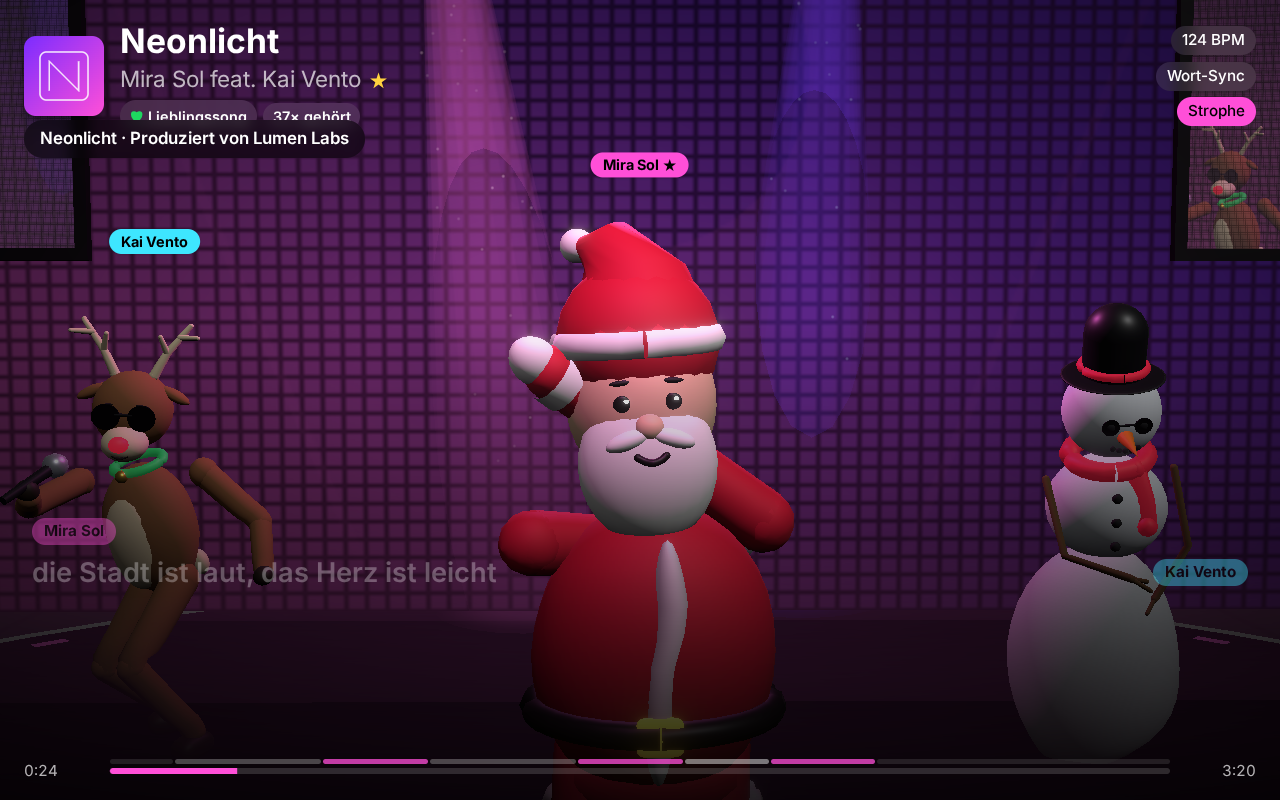 Neonlicht
Mira Sol feat. Kai Vento ★
Lieblingssong 37× gehört
Neonlicht · Produziert von Lumen Labs
124 BPM
Wort-Sync
Strophe
Mira Sol ★
Kai Vento
Mira Sol
die Stadt ist laut, das Herz ist leicht
Kai Vento
0:24
3:20